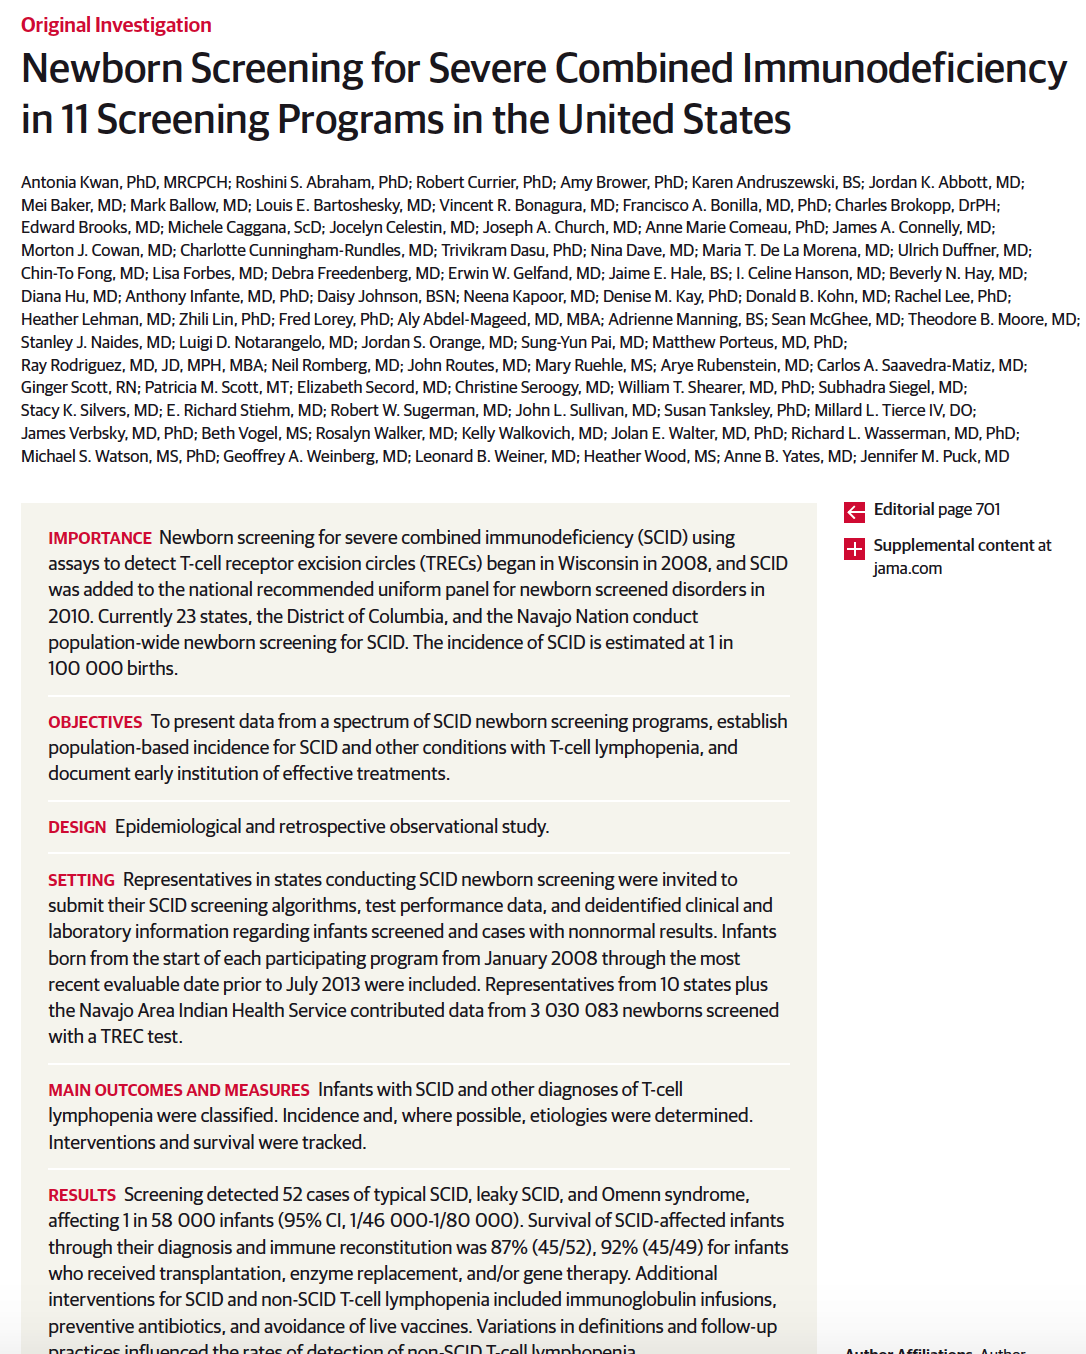 Original Investigation
Newborn Screening for Severe Combined Immunodeficiency
in 11 Screening Programs in the United States
Antonia Kwan, PhD, MRCPCH; Roshini S. Abraham, PhD; Robert Currier, PhD; Amy Brower, PhD; Karen Andruszewski, BS; Jordan K. Abbott, MD;
Mei Baker, MD; Mark Ballow, MD; Louis E. Bartoshesky, MD; Vincent R. Bonagura, MD; Francisco A. Bonilla, MD, PhD; Charles Brokopp, DrPH;
Edward Brooks, MD; Michele Caggana, ScD; Jocelyn Celestin, MD; Joseph A. Church, MD; Anne Marie Comeau, PhD; James A. Connelly, MD;
Morton J. Cowan, MD; Charlotte Cunningham-Rundles, MD; Trivikram Dasu, PhD; Nina Dave, MD; Maria T. De La Morena, MD; Ulrich Duffner, MD;
Chin-To Fong, MD; Lisa Forbes, MD; Debra Freedenberg, MD; Erwin W. Gelfand, MD; Jaime E. Hale, BS; I. Celine Hanson, MD; Beverly N. Hay, MD;
Diana Hu, MD; Anthony Infante, MD, PhD; Daisy Johnson, BSN; Neena Kapoor, MD; Denise M. Kay, PhD; Donald B. Kohn, MD; Rachel Lee, PhD;
Heather Lehman, MD; Zhili Lin, PhD; Fred Lorey, PhD; Aly Abdel-Mageed, MD, MBA; Adrienne Manning, BS; Sean McGhee, MD; Theodore B. Moore, MD;
Stanley J. Naides, MD; Luigi D. Notarangelo, MD; Jordan S. Orange, MD; Sung-Yun Pai, MD; Matthew Porteus, MD, PhD;
Ray Rodriguez, MD, JD, MPH, MBA; Neil Romberg, MD; John Routes, MD; Mary Ruehle, MS; Arye Rubenstein, MD; Carlos A. Saavedra-Matiz, MD;
Ginger Scott, RN; Patricia M. Scott, MT; Elizabeth Secord, MD; Christine Seroogy, MD; William T. Shearer, MD, PhD; Subhadra Siegel, MD;
Stacy K. Silvers, MD; E. Richard Stiehm, MD; Robert W. Sugerman, MD; John L. Sullivan, MD; Susan Tanksley, PhD; Millard L. Tierce IV, DO;
James Verbsky, MD, PhD; Beth Vogel, MS; Rosalyn Walker, MD; Kelly Walkovich, MD; Jolan E. Walter, MD, PhD; Richard L. Wasserman, MD, PhD;
Michael S. Watson, MS, PhD; Geoffrey A. Weinberg, MD; Leonard B. Weiner, MD; Heather Wood, MS; Anne B. Yates, MD; Jennifer M. Puck, MD
IMPORTANCE Newborn screening for severe combined immunodeficiency (SCID) using
assays to detect T-cell receptor excision circles (TRECs) began in Wisconsin in 2008, and SCID
was added to the national recommended uniform panel for newborn screened disorders in
2010. Currently 23 states, the District of Columbia, and the Navajo Nation conduct
population-wide newborn screening for SCID. The incidence of SCID is estimated at 1 in
100 000 births.
OBJECTIVES To present data from a spectrum of SCID newborn screening programs, establish
population-based incidence for SCID and other conditions with T-cell lymphopenia, and
document early institution of effective treatments.
DESIGN Epidemiological and retrospective observational study.
SETTING Representatives in states conducting SCID newborn screening were invited to
submit their SCID screening algorithms, test performance data, and deidentified clinical and
laboratory information regarding infants screened and cases with nonnormal results. Infants
born from the start of each participating program from January 2008 through the most
recent evaluable date prior to July 2013 were included. Representatives from 10 states plus
the Navajo Area Indian Health Service contributed data from 3 030 083 newborns screened
with a TREC test.
MAIN OUTCOMES AND MEASURES Infants with SCID and other diagnoses of T-cell
lymphopenia were classified. Incidence and, where possible, etiologies were determined.
Interventions and survival were tracked.
RESULTS Screening detected 52 cases of typical SCID, leaky SCID, and Omenn syndrome,
affecting 1 in 58 000 infants (95% CI, 1/46 000-1/80 000). Survival of SCID-affected infants
through their diagnosis and immune reconstitution was 87% (45/52), 92% (45/49) for infants
who received transplantation, enzyme replacement, and/or gene therapy. Additional
interventions for SCID and non-SCID T-cell lymphopenia included immunoglobulin infusions,
preventive antibiotics, and avoidance of live vaccines. Variations in definitions and follow-up
practices influenced the rates of detection of non-SCID T-cell lymphopenia.
Editorial page 701
Supplemental content at
jama.com
Author Affiliations: Author